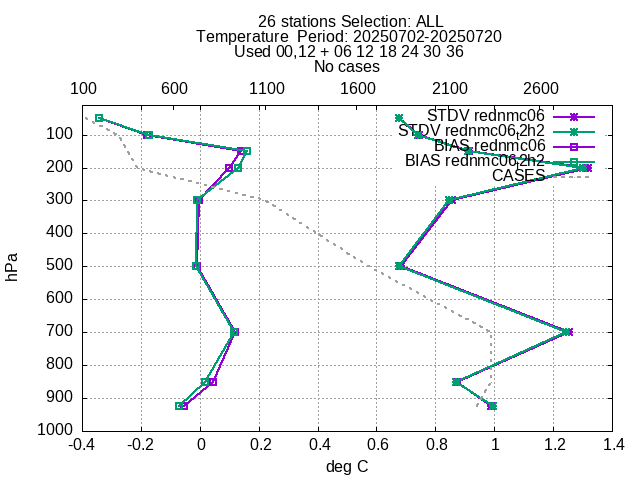 26 stations Selection: ALL
Temperature  Period: 20250702-20250720
Used 00,12 + 06 12 18 24 30 36
No cases
100 600 1100 1600 2100 2600
STDV rednmc06
STDV rednmc06,2h2
BIAS rednmc06
BIAS rednmc06,2h2
CASES
100
200
300
400
500
600
700
800
900
1000
hPa
-0.4 -0.2 0 0.2 0.4 0.6 0.8 1 1.2 1.4
deg C